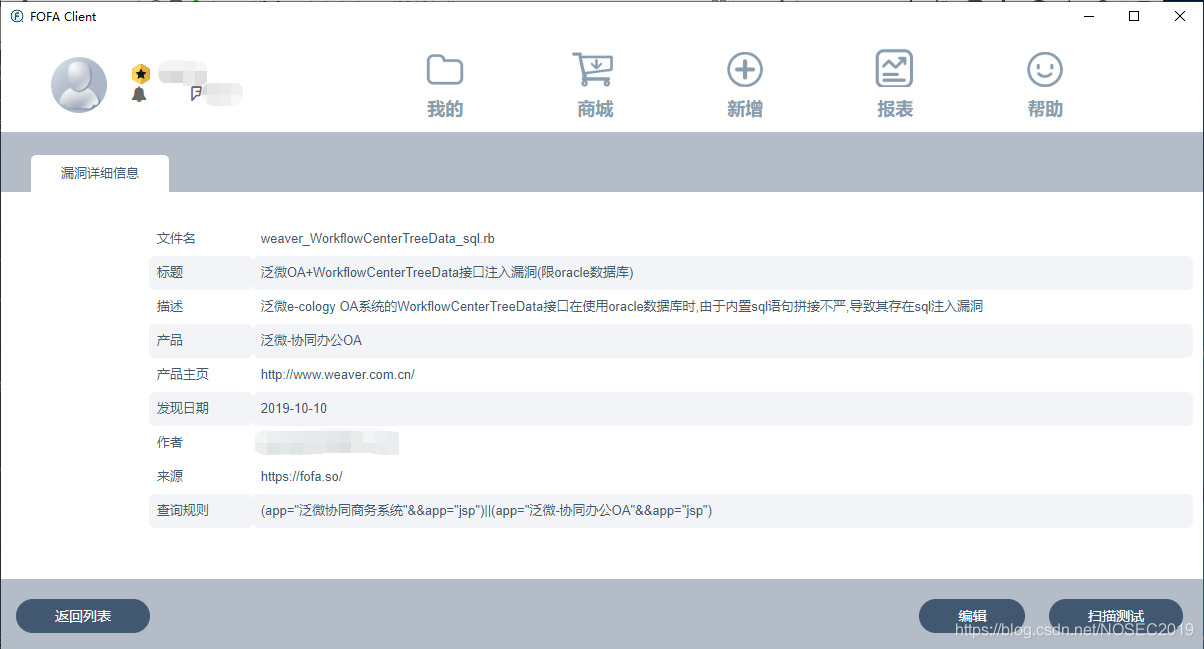 FOFA Client
我的
商城
新增
报表
帮助
漏洞详细信息
文件名 weaver_WorkflowCenterTreeData_sql.rb
标题 泛微OA+WorkflowCenterTreeData接口注入漏洞(限oracle数据库)
描述 泛微e-cology OA系统的WorkflowCenterTreeData接口在使用oracle数据库时,由于内置sql语句拼接不严,导致其存在sql注入漏洞
产品 泛微-协同办公OA
产品主页 http://www.weaver.com.cn/
发现日期 2019-10-10
作者
来源 https://fofa.so/
查询规则 (app="泛微协同商务系统"&&app="jsp")||(app="泛微-协同办公OA"&&app="jsp")
返回列表
编辑
扫描测试
https://blog.csdn.net/NOSEC2019